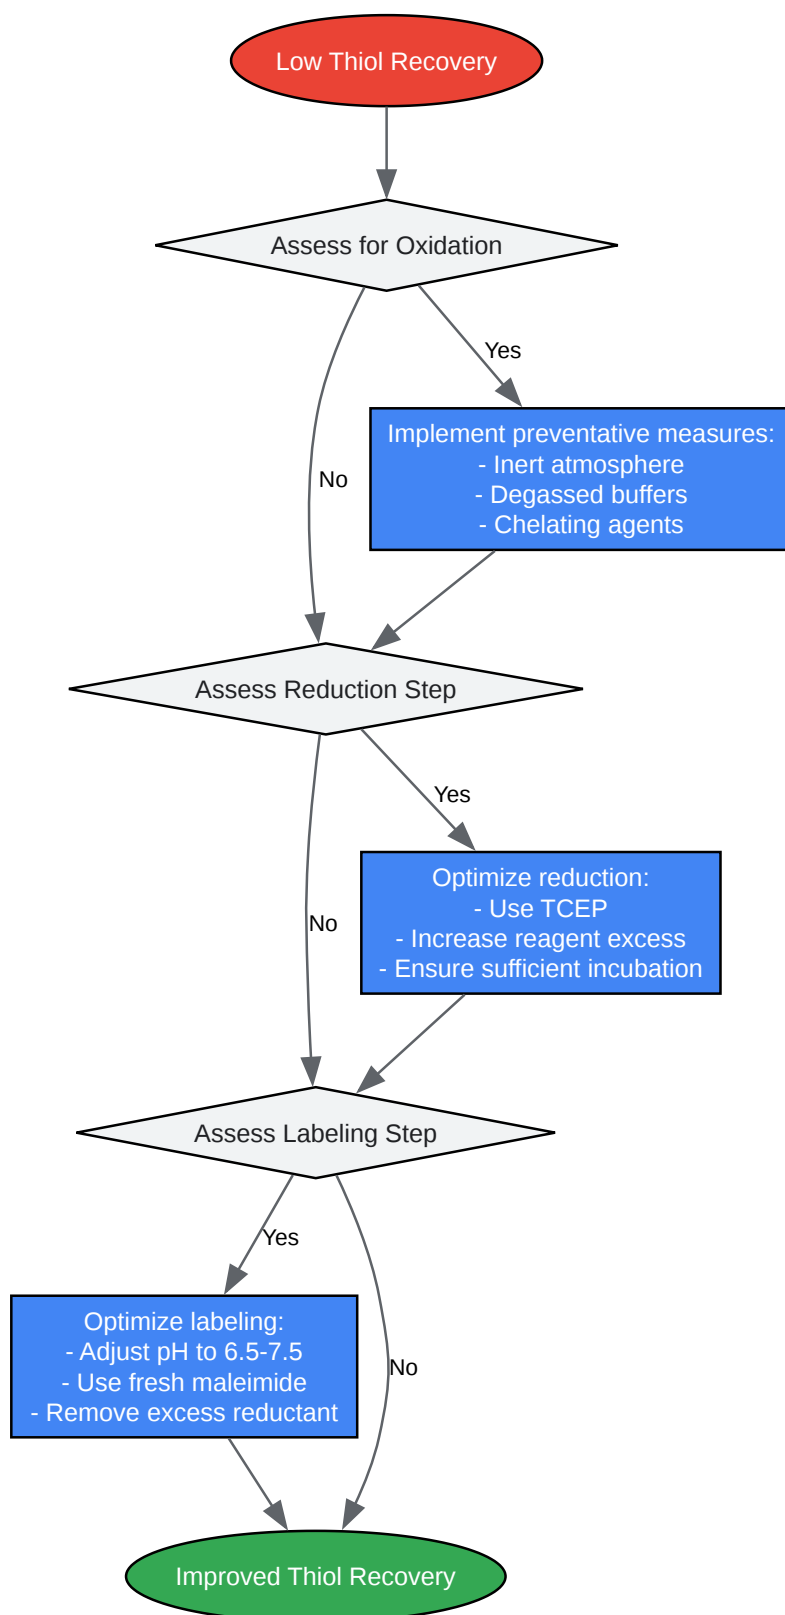 Low Thiol Recovery
Assess for Oxidation
Yes
Implement preventative measures:
- Inert atmosphere
- Degassed buffers
- Chelating agents
No
Assess Reduction Step
Yes
Optimize reduction:
- Use TCEP
- Increase reagent excess
- Ensure sufficient incubation
No
Assess Labeling Step
Yes
Optimize labeling:
- Adjust pH to 6.5-7.5
- Use fresh maleimide
- Remove excess reductant
No
Improved Thiol Recovery